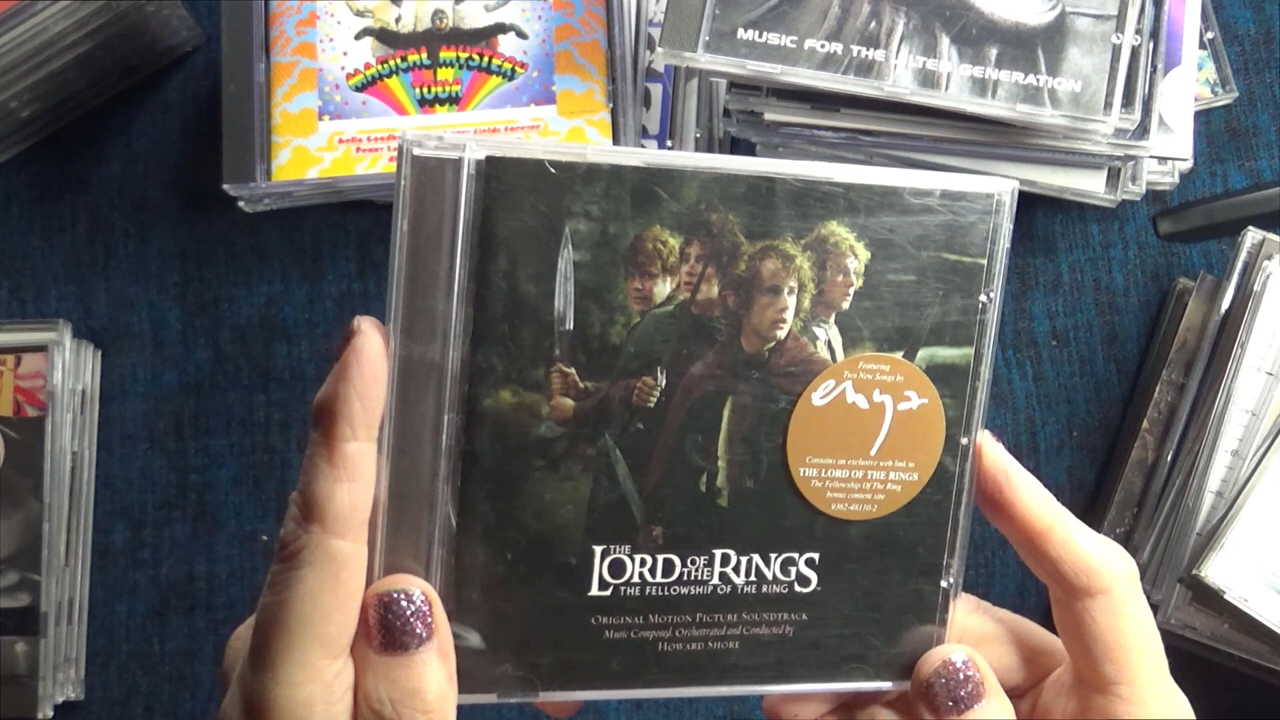 MAGICAL MYSTERY
TOUR
MUSIC FOR THE GENERATION
Featuring
Two New Songs by
enya
Contains an exclusive web link to
THE LORD OF THE RINGS
The Fellowship Of The Ring
bonus content site
9362-48110-2
THE
LORD OF THE RINGS
THE FELLOWSHIP OF THE RING
ORIGINAL MOTION PICTURE SOUNDTRACK
Music Composed, Orchestrated and Conducted by
HOWARD SHORE